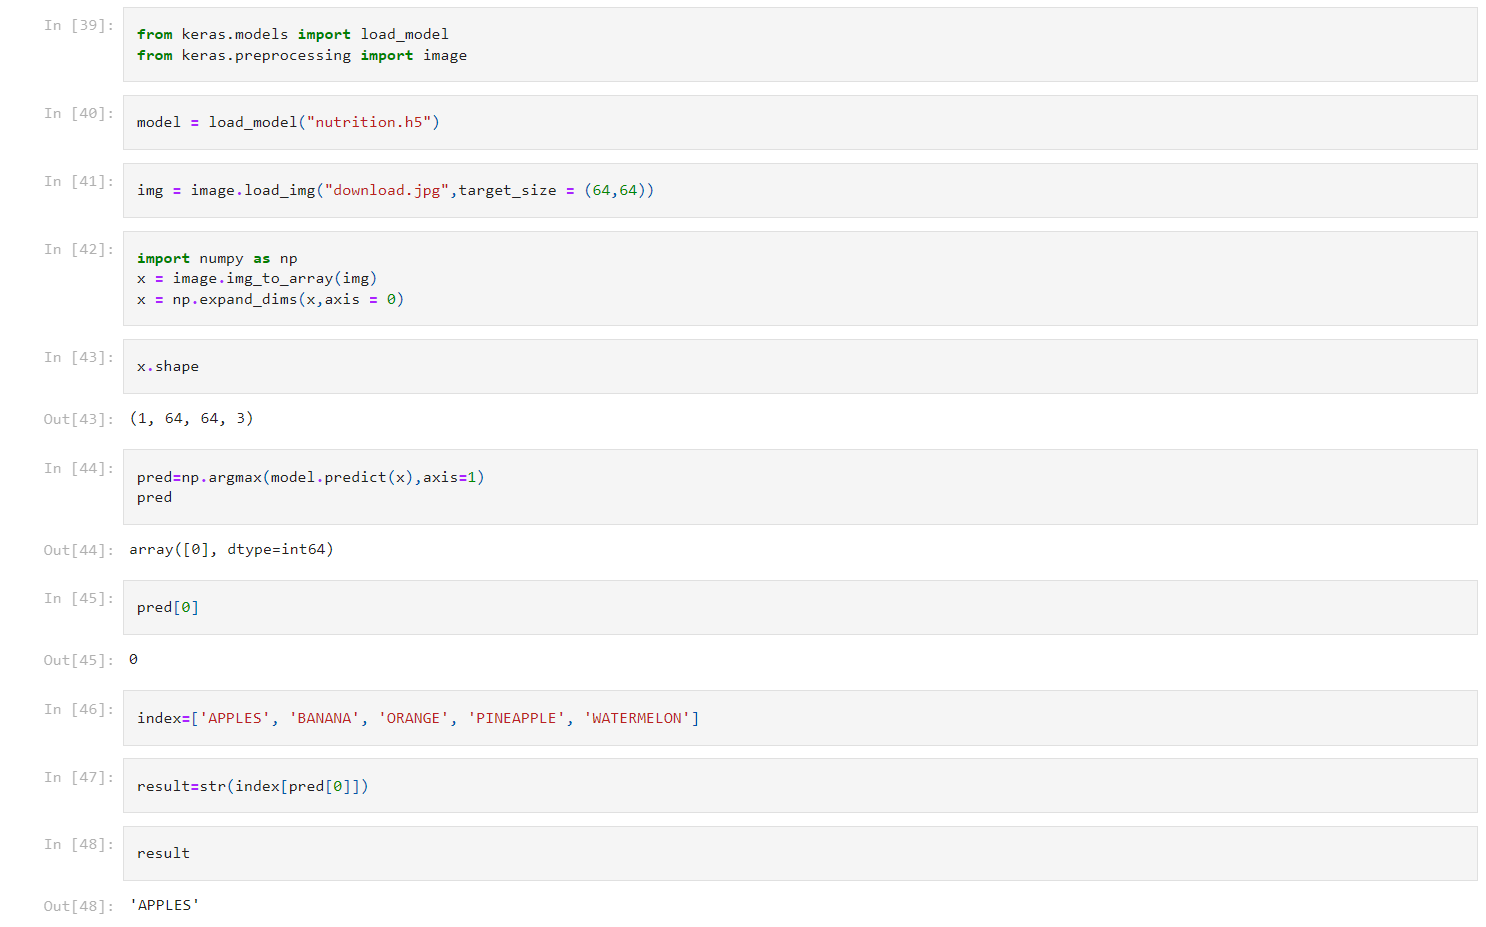 In [39]:
from keras.models import load_model
from keras.preprocessing import image
In [40]:
model = load_model("nutrition.h5")
In [41]:
img = image.load_img("download.jpg",target_size = (64,64))
In [42]:
import numpy as np
x = image.img_to_array(img)
x = np.expand_dims(x,axis = 0)
In [43]:
x.shape
Out[43]: (1, 64, 64, 3)
In [44]:
pred=np.argmax(model.predict(x),axis=1)
pred
Out[44]: array([0], dtype=int64)
In [45]:
pred[0]
Out[45]: 0
In [46]:
index=['APPLES', 'BANANA', 'ORANGE', 'PINEAPPLE', 'WATERMELON']
In [47]:
result=str(index[pred[0]])
In [48]:
result
Out[48]: 'APPLES'